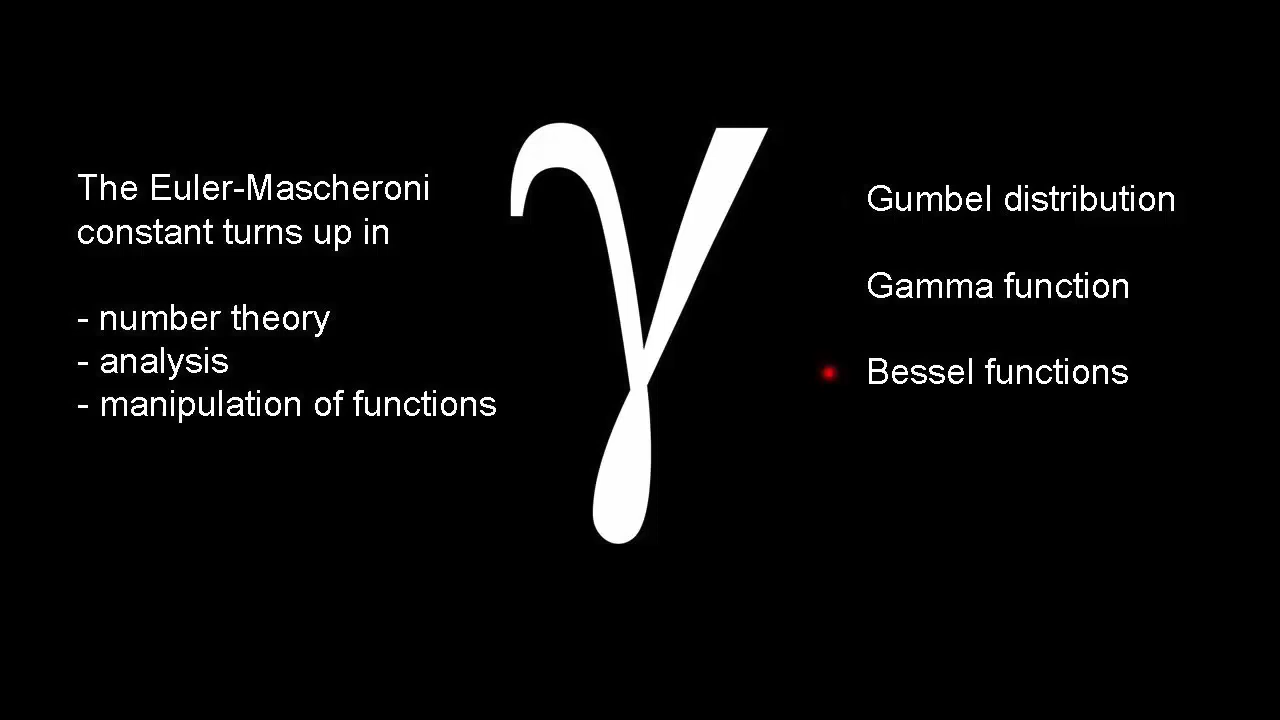 The Euler-Mascheroni
constant turns up in
- number theory
- analysis
- manipulation of functions
γ
Gumbel distribution
Gamma function
Bessel functions